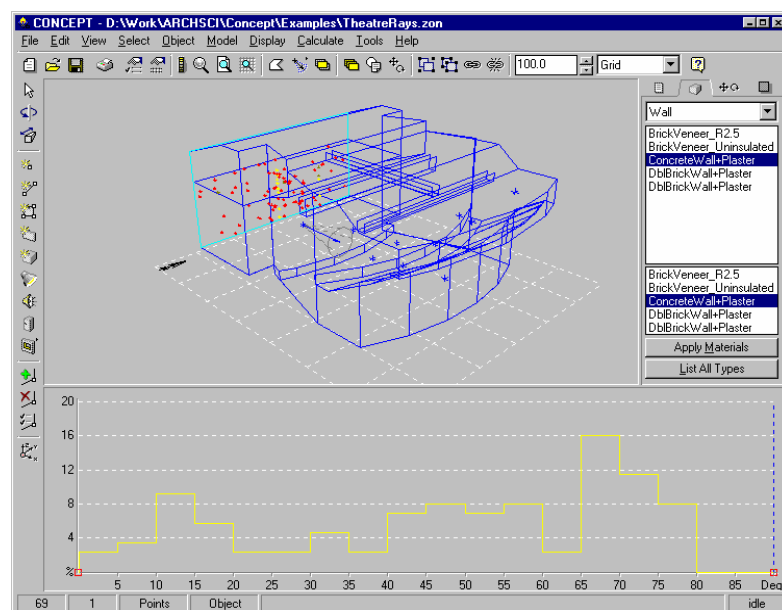 CONCEPT - D:\Work\ARCHSCI\Concept\Examples\TheatreRays.zon
File Edit View Select Object Model Display Calculate Tools Help
100.0 Grid
Wall
BrickVeneer_R2.5
BrickVeneer_Uninsulated
ConcreteWall+Plaster
DblBrickWall+Plaster
DblBrickWall+Plaster
BrickVeneer_R2.5
BrickVeneer_Uninsulated
ConcreteWall+Plaster
DblBrickWall+Plaster
DblBrickWall+Plaster
Apply Materials
List All Types
20
16
12
8
4
%
5 10 15 20 25 30 35 40 45 50 55 60 65 70 75 80 85 Deg
69 1 Points Object idle